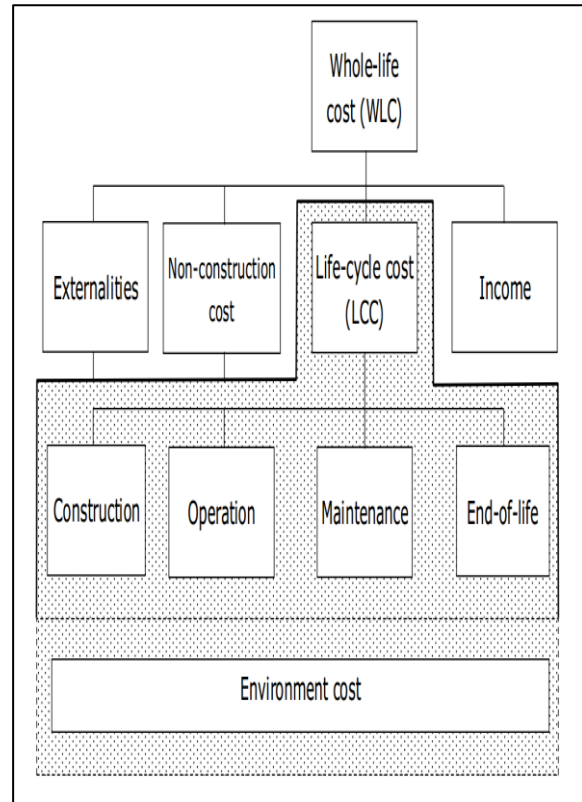 Whole-life
cost (WLC)
Externalities
Non-construction
cost
Life-cycle cost
(LCC)
Income
Construction
Operation
Maintenance
End-of-life
Environment cost